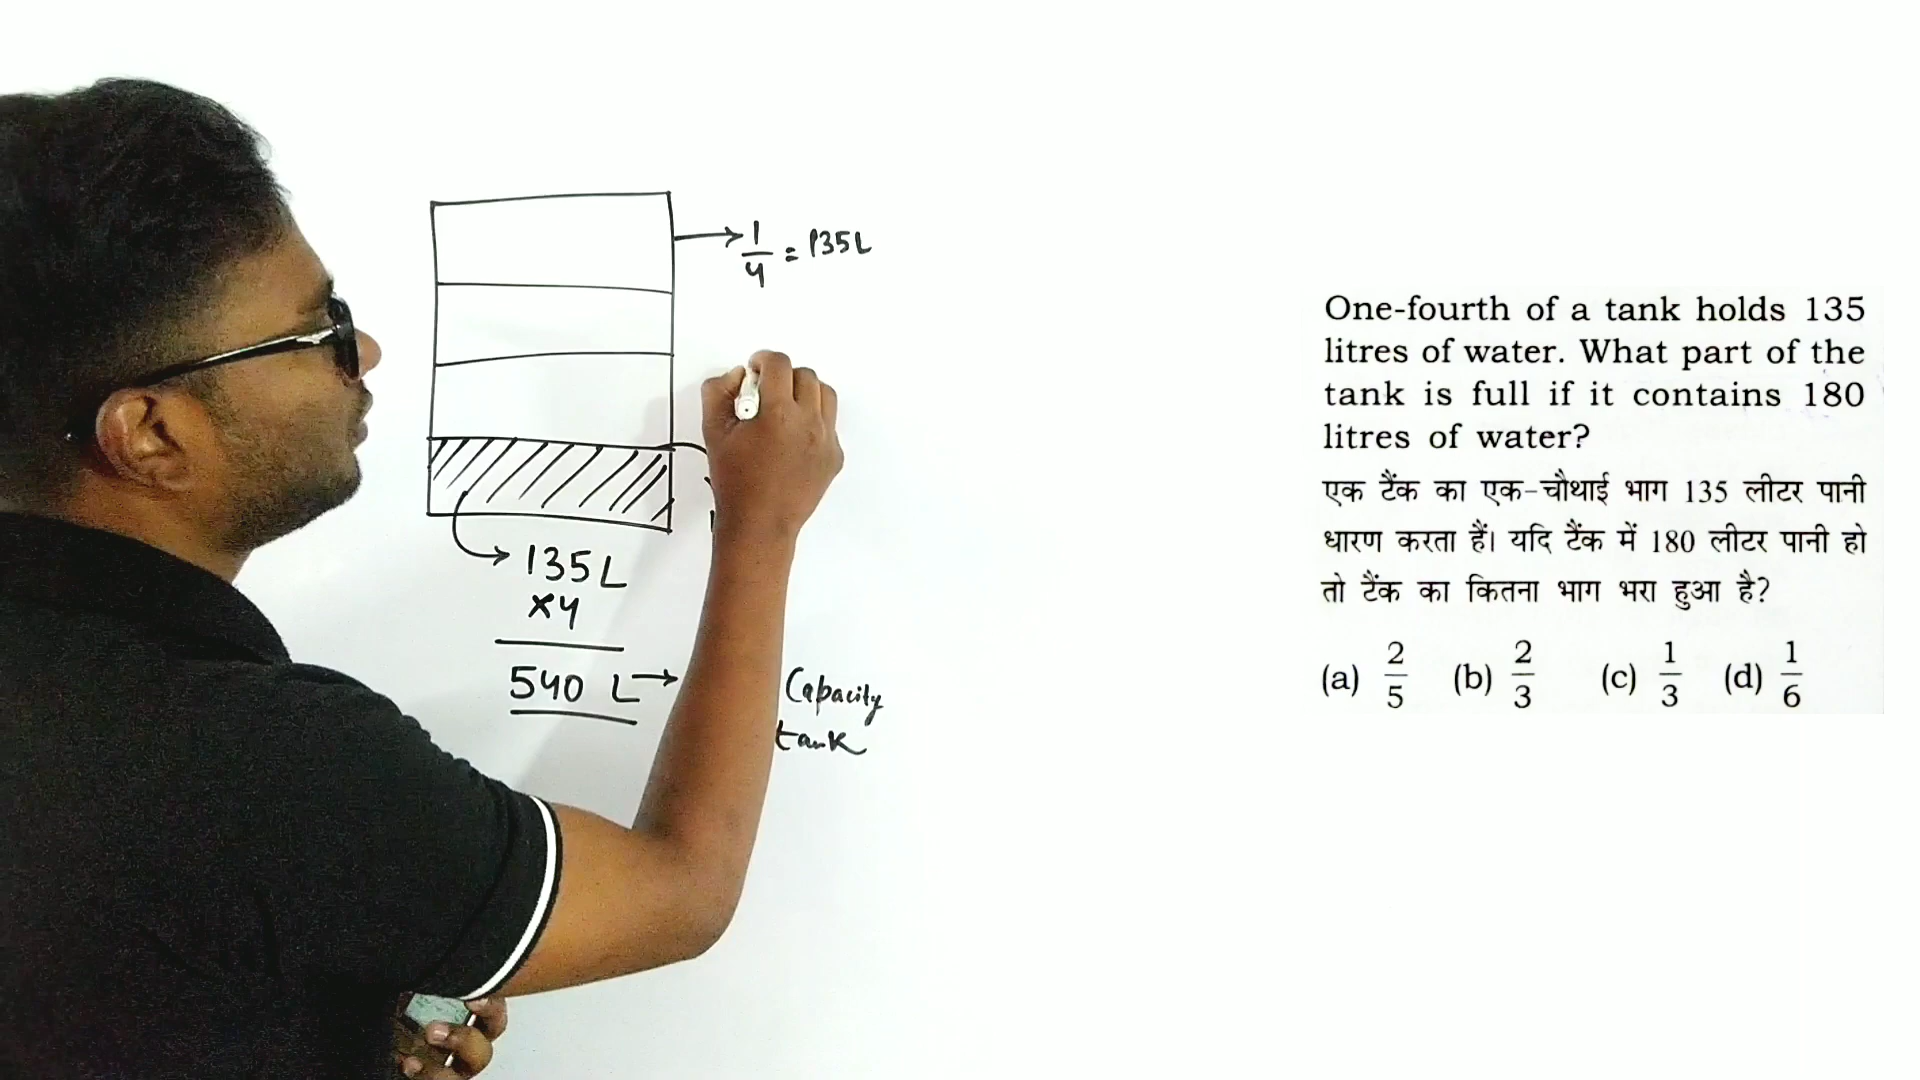 1/4 = 135L
135L
×4
540 L → Capacity
tank
One-fourth of a tank holds 135
litres of water. What part of the
tank is full if it contains 180
litres of water?
एक टैंक का एक-चौथाई भाग 135 लीटर पानी
धारण करता हैं। यदि टैंक में 180 लीटर पानी हो
तो टैंक का कितना भाग भरा हुआ है?
(a) 2/5 (b) 2/3 (c) 1/3 (d) 1/6